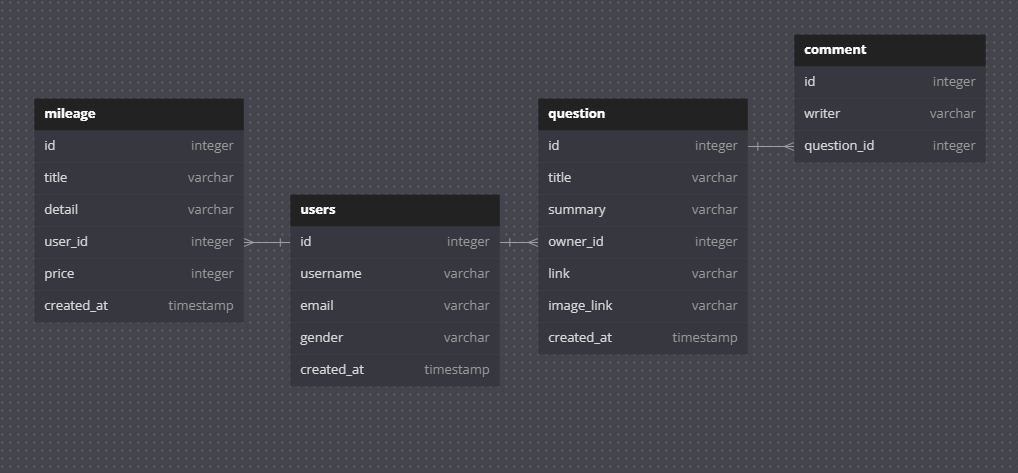 mileage
id integer
title varchar
detail varchar
user_id integer
price integer
created_at timestamp
users
id integer
username varchar
email varchar
gender varchar
created_at timestamp
question
id integer
title varchar
summary varchar
owner_id integer
link varchar
image_link varchar
created_at timestamp
comment
id integer
writer varchar
question_id integer